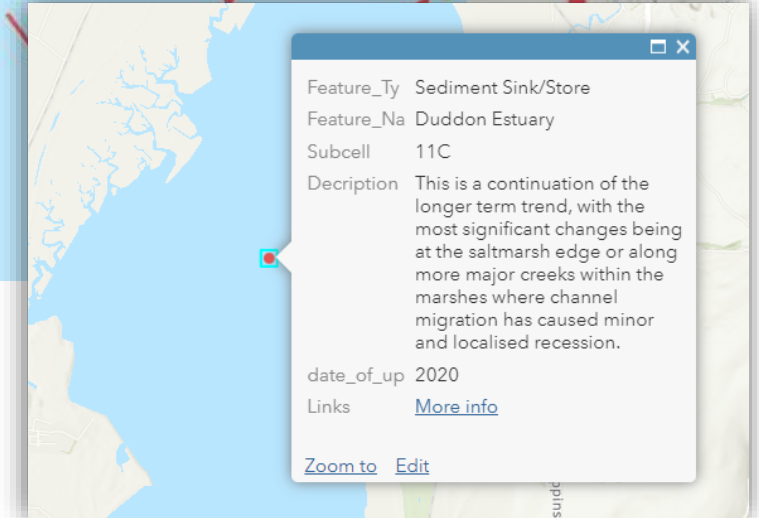 Feature_Ty Sediment Sink/Store
Feature_Na Duddon Estuary
Subcell 11C
Decription This is a continuation of the
longer term trend, with the
most significant changes being
at the saltmarsh edge or along
more major creeks within the
marshes where channel
migration has caused minor
and localised recession.
date_of_up 2020
Links More info
Zoom to Edit